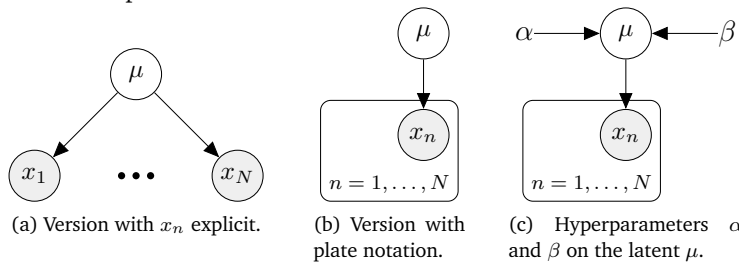 μ
x_1
•••
x_N
(a) Version with x_n explicit.
μ
x_n
n = 1, . . . , N
(b) Version with
plate notation.
α
μ
β
x_n
n = 1, . . . , N
(c) Hyperparameters α
and β on the latent μ.